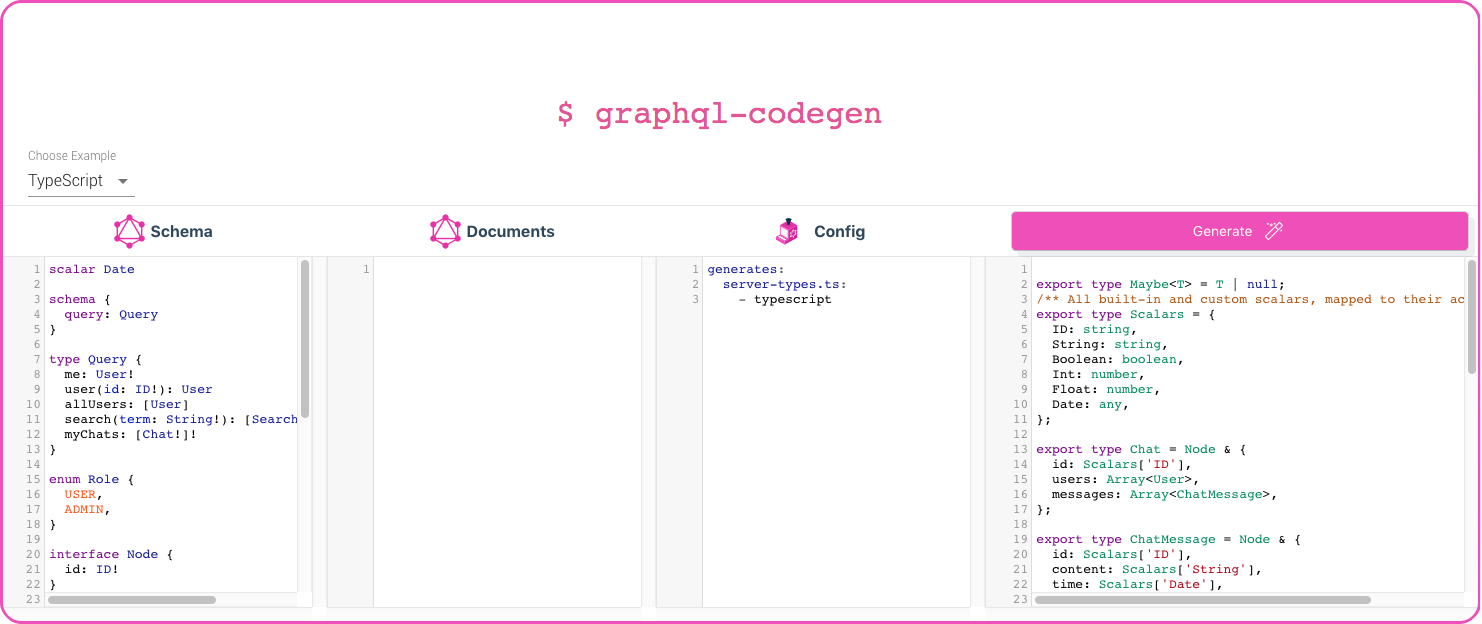 $ graphql-codegen
Choose Example
TypeScript
Schema
Documents
Config
Generate
1 scalar Date
2
3 schema {
4   query: Query
5 }
6
7 type Query {
8   me: User!
9   user(id: ID!): User
10   allUsers: [User]
11   search(term: String!): [Search
12   myChats: [Chat!]!
13 }
14
15 enum Role {
16   USER,
17   ADMIN,
18 }
19
20 interface Node {
21   id: ID!
22 }
23
1
1 generates:
2   server-types.ts:
3     - typescript
1
2 export type Maybe<T> = T | null;
3 /** All built-in and custom scalars, mapped to their ac
4 export type Scalars = {
5   ID: string,
6   String: string,
7   Boolean: boolean,
8   Int: number,
9   Float: number,
10   Date: any,
11 };
12
13 export type Chat = Node & {
14   id: Scalars['ID'],
15   users: Array<User>,
16   messages: Array<ChatMessage>,
17 };
18
19 export type ChatMessage = Node & {
20   id: Scalars['ID'],
21   content: Scalars['String'],
22   time: Scalars['Date'],
23